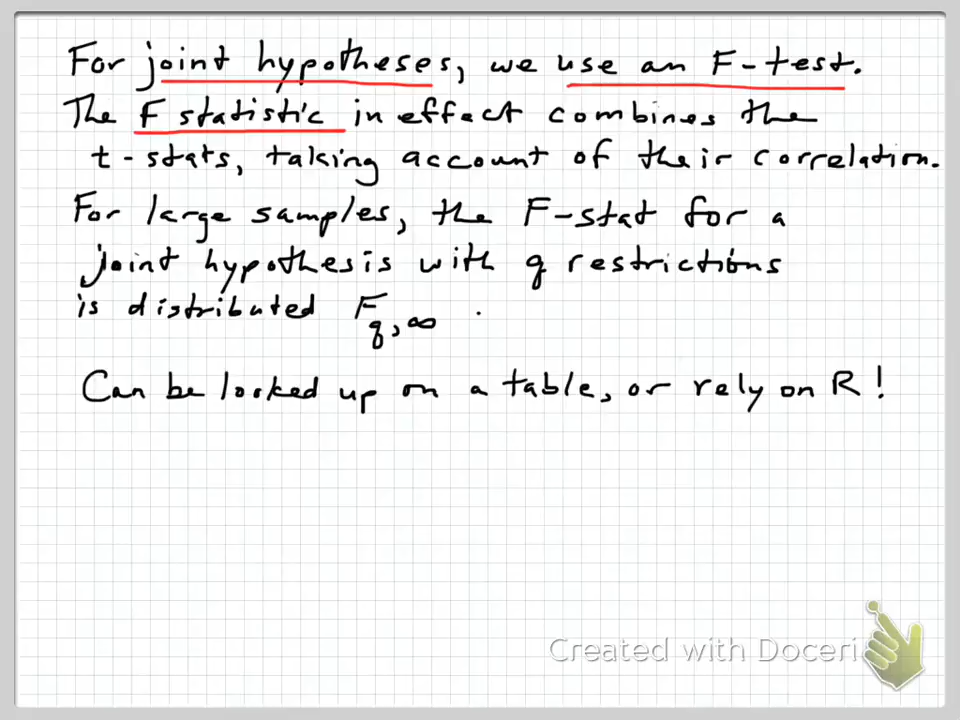 For joint hypotheses, we use an F-test.
The F statistic in effect combines the
t-stats, taking account of their correlation.
For large samples, the F-stat for a
joint hypothesis with q restrictions
is distributed F_{q,∞} .
Can be looked up on a table, or rely on R!
Created with Doceri